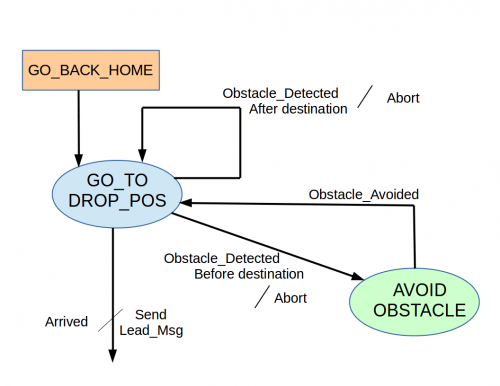 GO_BACK_HOME
Obstacle_Detected
After destination
Abort
GO_TO
DROP_POS
Obstacle_Avoided
Obstacle_Detected
Before destination
Abort
AVOID
OBSTACLE
Arrived
Send
Lead_Msg